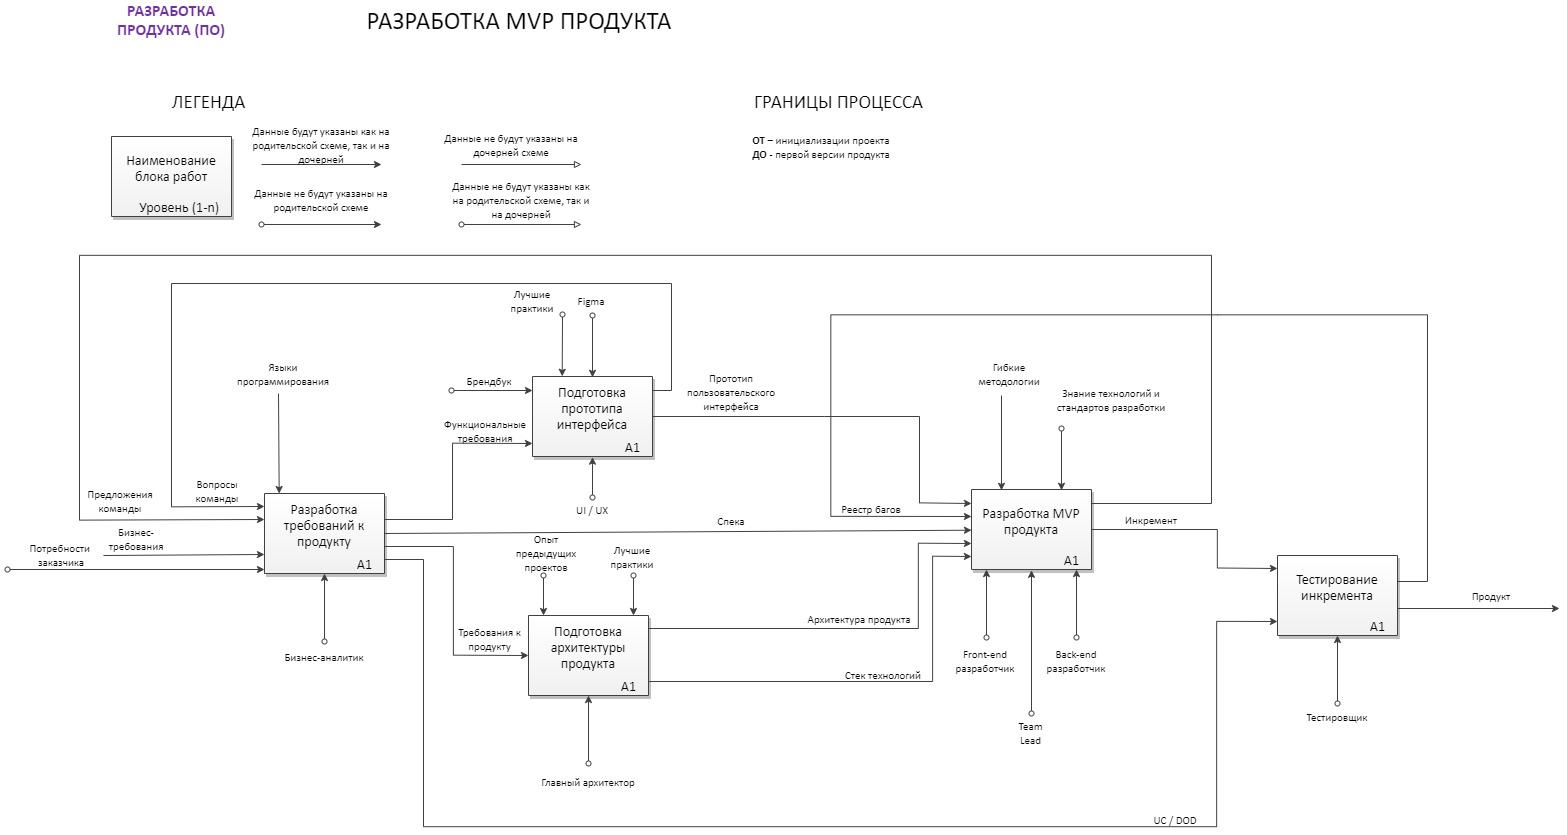 РАЗРАБОТКА
ПРОДУКТА (ПО)
РАЗРАБОТКА MVP ПРОДУКТА
ЛЕГЕНДА
Наименование
блока работ
Уровень (1-n)
Данные будут указаны как на
родительской схеме, так и на
дочерней
Данные не будут указаны на
дочерней схеме
Данные не будут указаны на
родительской схеме
Данные не будут указаны как
на родительской схеме, так и
на дочерней
ГРАНИЦЫ ПРОЦЕССА
ОТ – инициализации проекта
ДО - первой версии продукта
Лучшие
практики
Figma
Языки
программирования
Брендбук
Подготовка
прототипа
интерфейса
A1
Прототип
пользовательского
интерфейса
Функциональные
требования
UI / UX
Гибкие
методологии
Знание технологий и
стандартов разработки
Вопросы
команды
Предложения
команды
Бизнес-
требования
Потребности
заказчика
Разработка
требований к
продукту
A1
Бизнес-аналитик
Спека
Опыт
предыдущих
проектов
Лучшие
практики
Требования к
продукту
Подготовка
архитектуры
продукта
A1
Главный архитектор
Архитектура продукта
Стек технологий
Реестр багов
Разработка MVP
продукта
A1
Инкремент
Front-end
разработчик
Back-end
разработчик
Team
Lead
Тестирование
инкремента
A1
Продукт
Тестировщик
UC / DOD